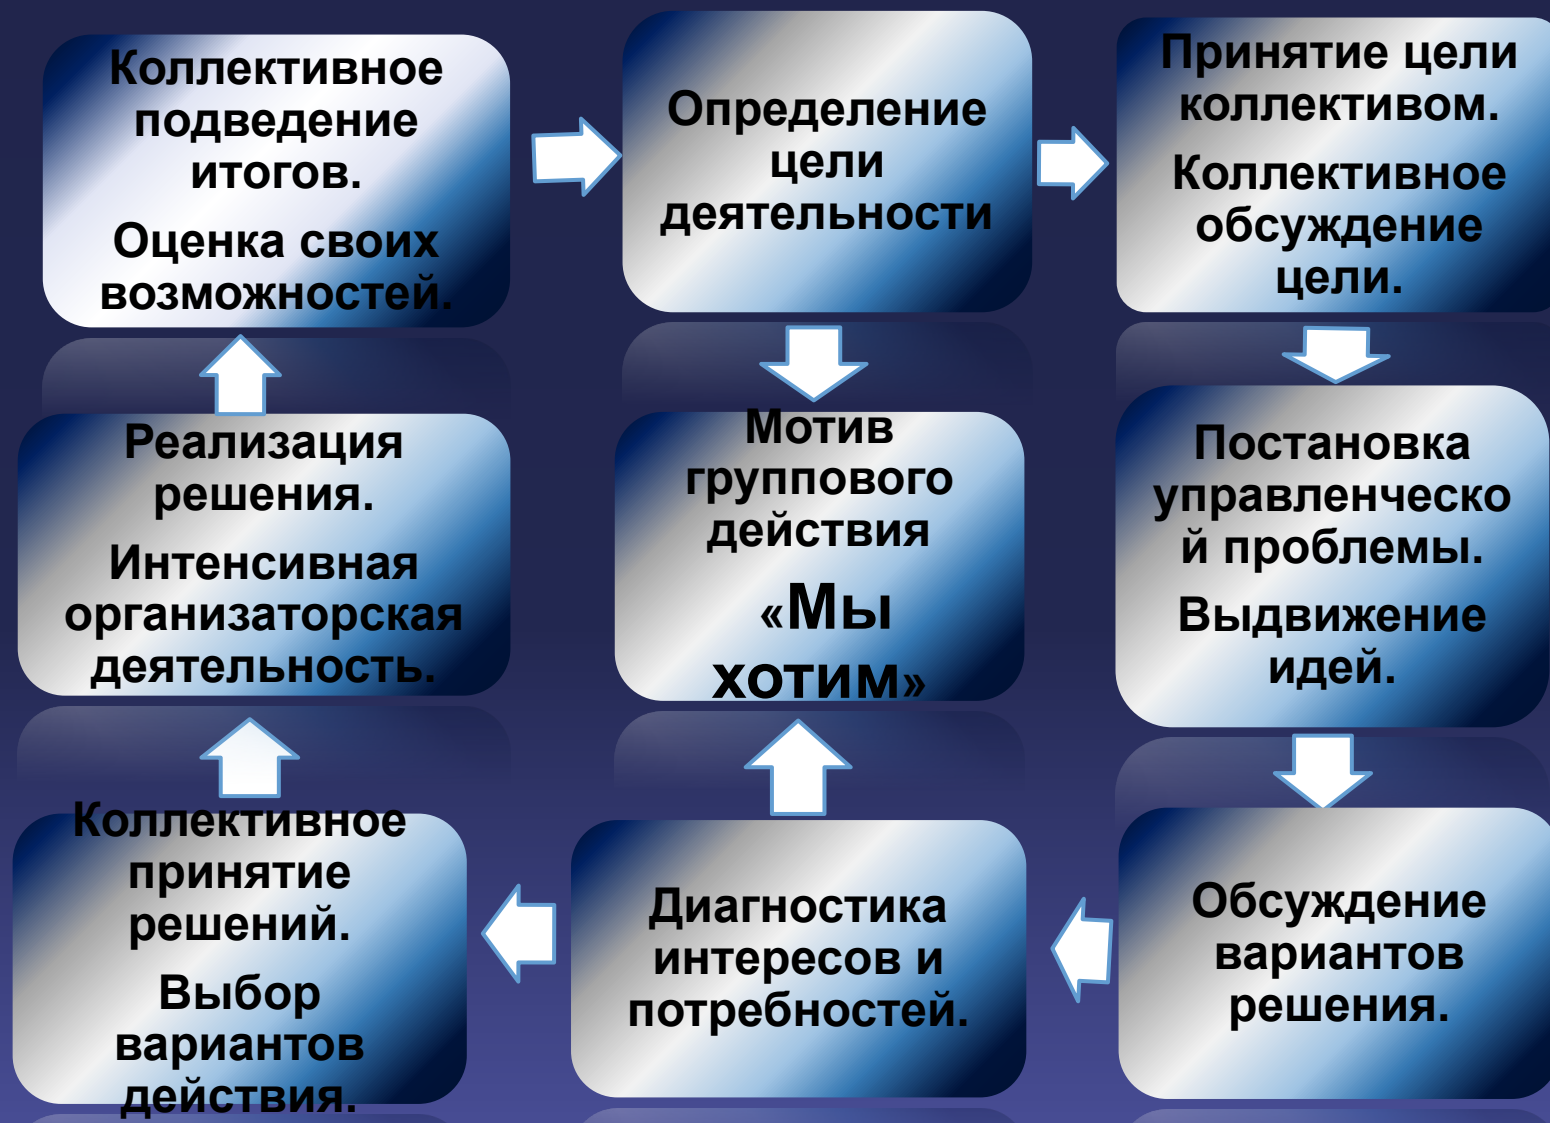 Коллективное
подведение
итогов.
Оценка своих
возможностей.
Определение
цели
деятельности
Принятие цели
коллективом.
Коллективное
обсуждение
цели.
Реализация
решения.
Интенсивная
организаторская
деятельность.
Мотив
группового
действия
«Мы
хотим»
Постановка
управленческо
й проблемы.
Выдвижение
идей.
Коллективное
принятие
решений.
Выбор
вариантов
действия.
Диагностика
интересов и
потребностей.
Обсуждение
вариантов
решения.